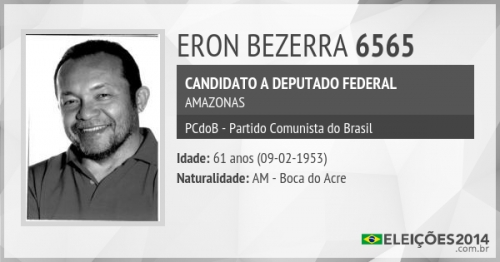 ERON BEZERRA 6565
CANDIDATO A DEPUTADO FEDERAL
AMAZONAS
PCdoB - Partido Comunista do Brasil
Idade: 61 anos (09-02-1953)
Naturalidade: AM - Boca do Acre
ELEIÇÕES2014
.com.br